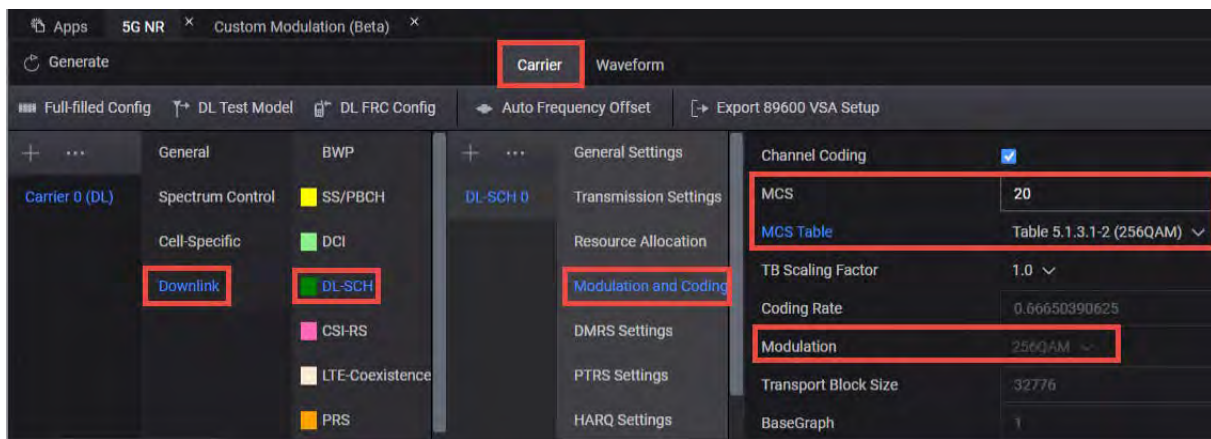 Apps 5G NR × Custom Modulation (Beta) ×
Generate Carrier Waveform
Full-filled Config DL Test Model DL FRC Config Auto Frequency Offset Export 89600 VSA Setup
+ ... General BWP + ... General Settings Channel Coding
Carrier 0 (DL) Spectrum Control SS/PBCH DL-SCH 0 Transmission Settings MCS 20
Cell-Specific DCI Resource Allocation MCS Table Table 5.1.3.1-2 (256QAM)
Downlink DL-SCH Modulation and Coding TB Scaling Factor 1.0
CSI-RS DMRS Settings Coding Rate 0.66650390625
LTE-Coexistence PTRS Settings Modulation 256QAM
PRS HARQ Settings Transport Block Size 32776
BaseGraph 1